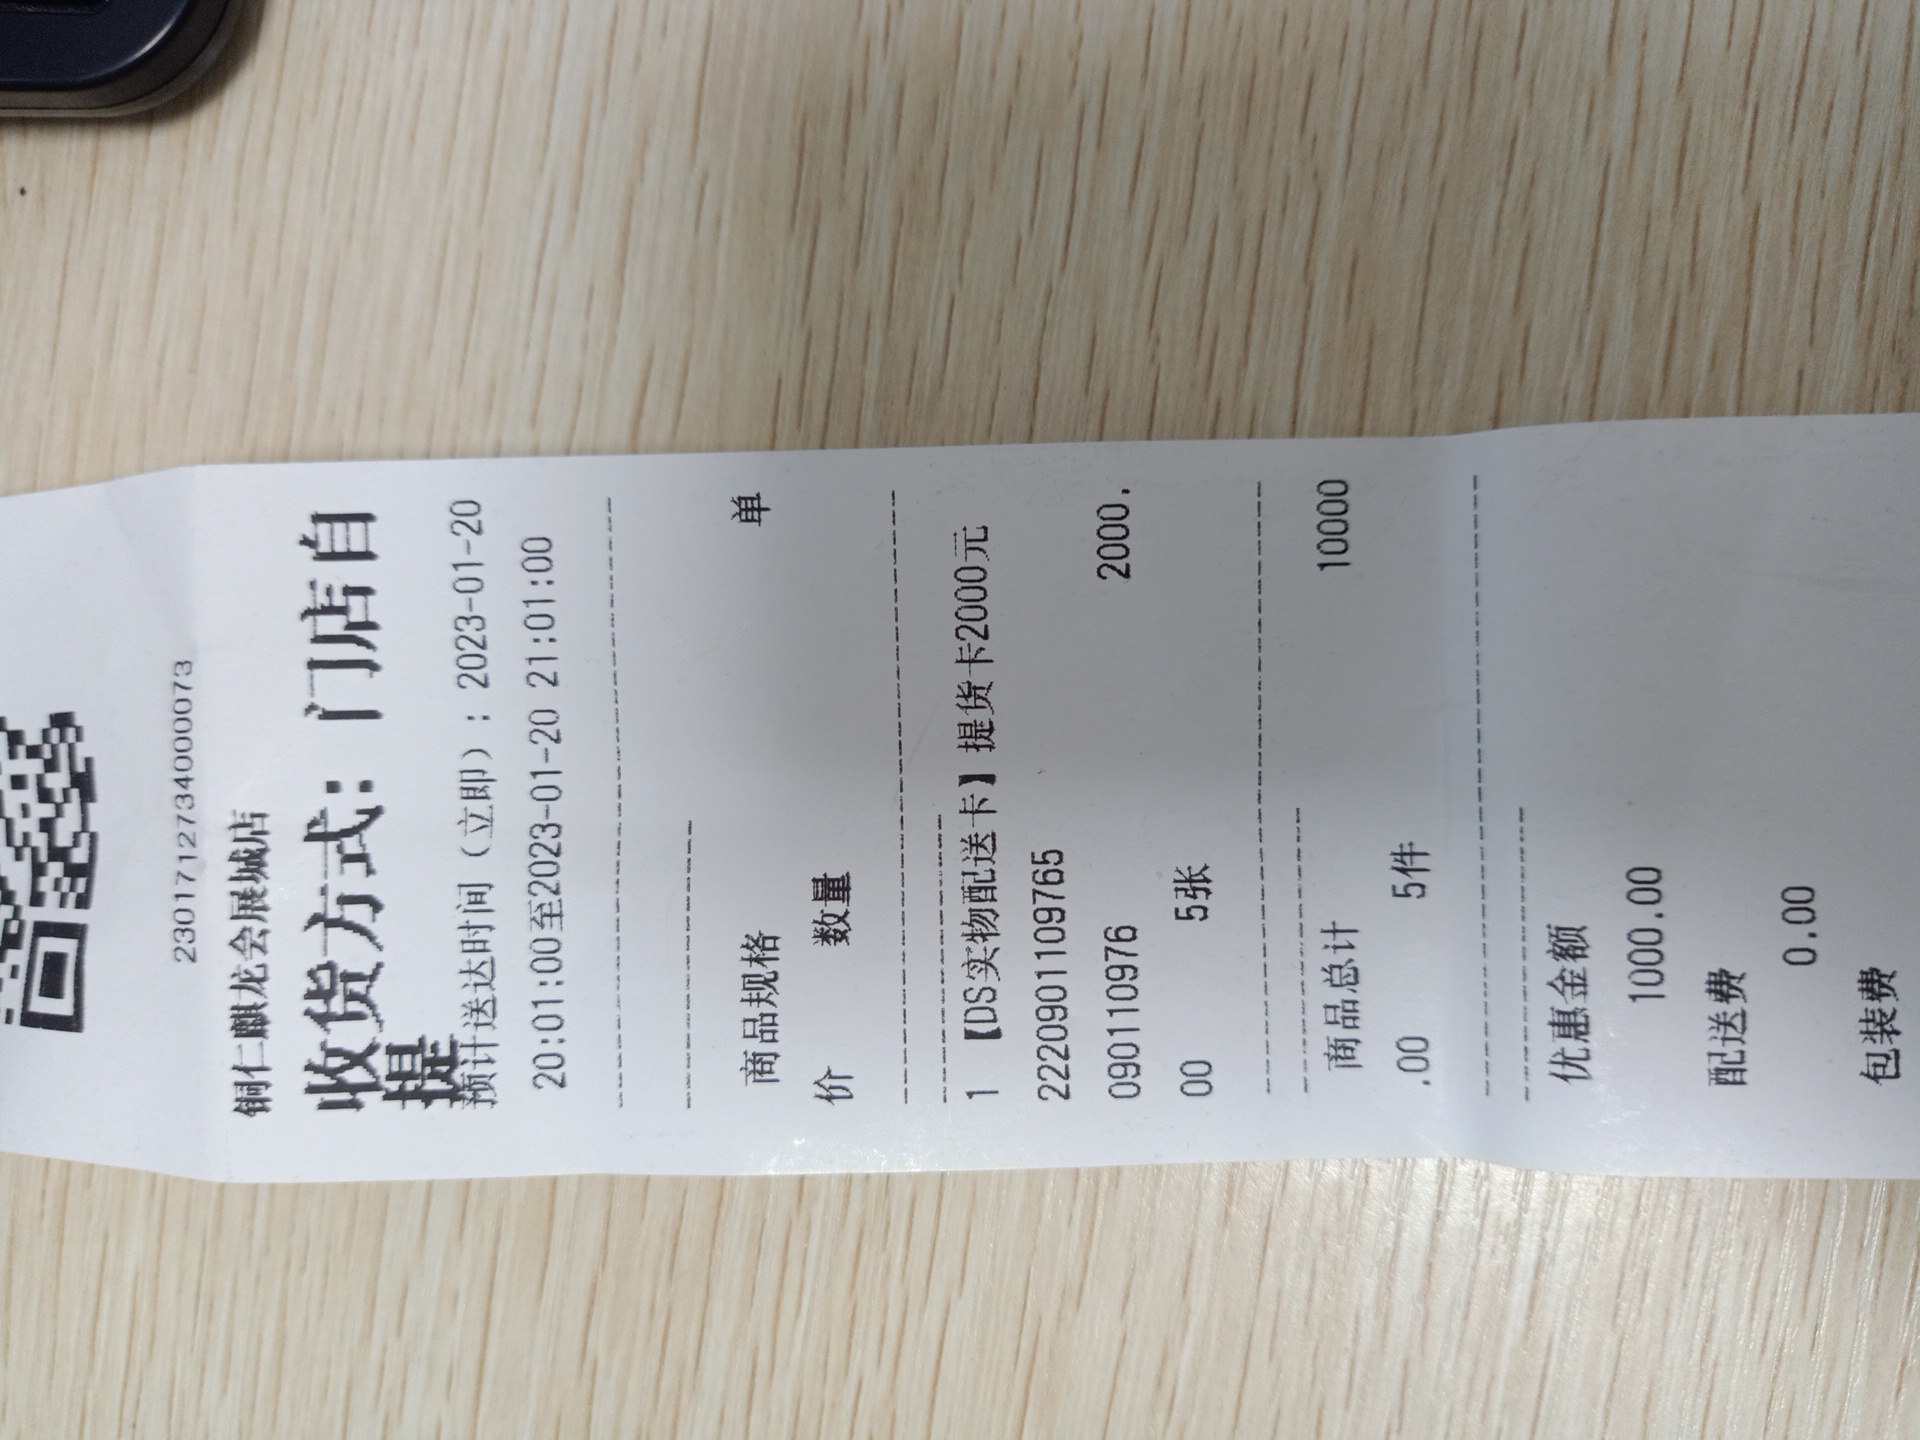 2301712734000073
铜仁麒龙会展城店
收货方式：门店自
提
预计送达时间（立即）：2023-01-20
20:01:00至2023-01-20 21:01:00
商品规格 单
价 数量
1 【DS实物配送卡】提货卡2000元
2220901109765
0901110976 2000.
00 5张
商品总计 10000
.00 5件
优惠金额
1000.00
配送费
0.00
包装费